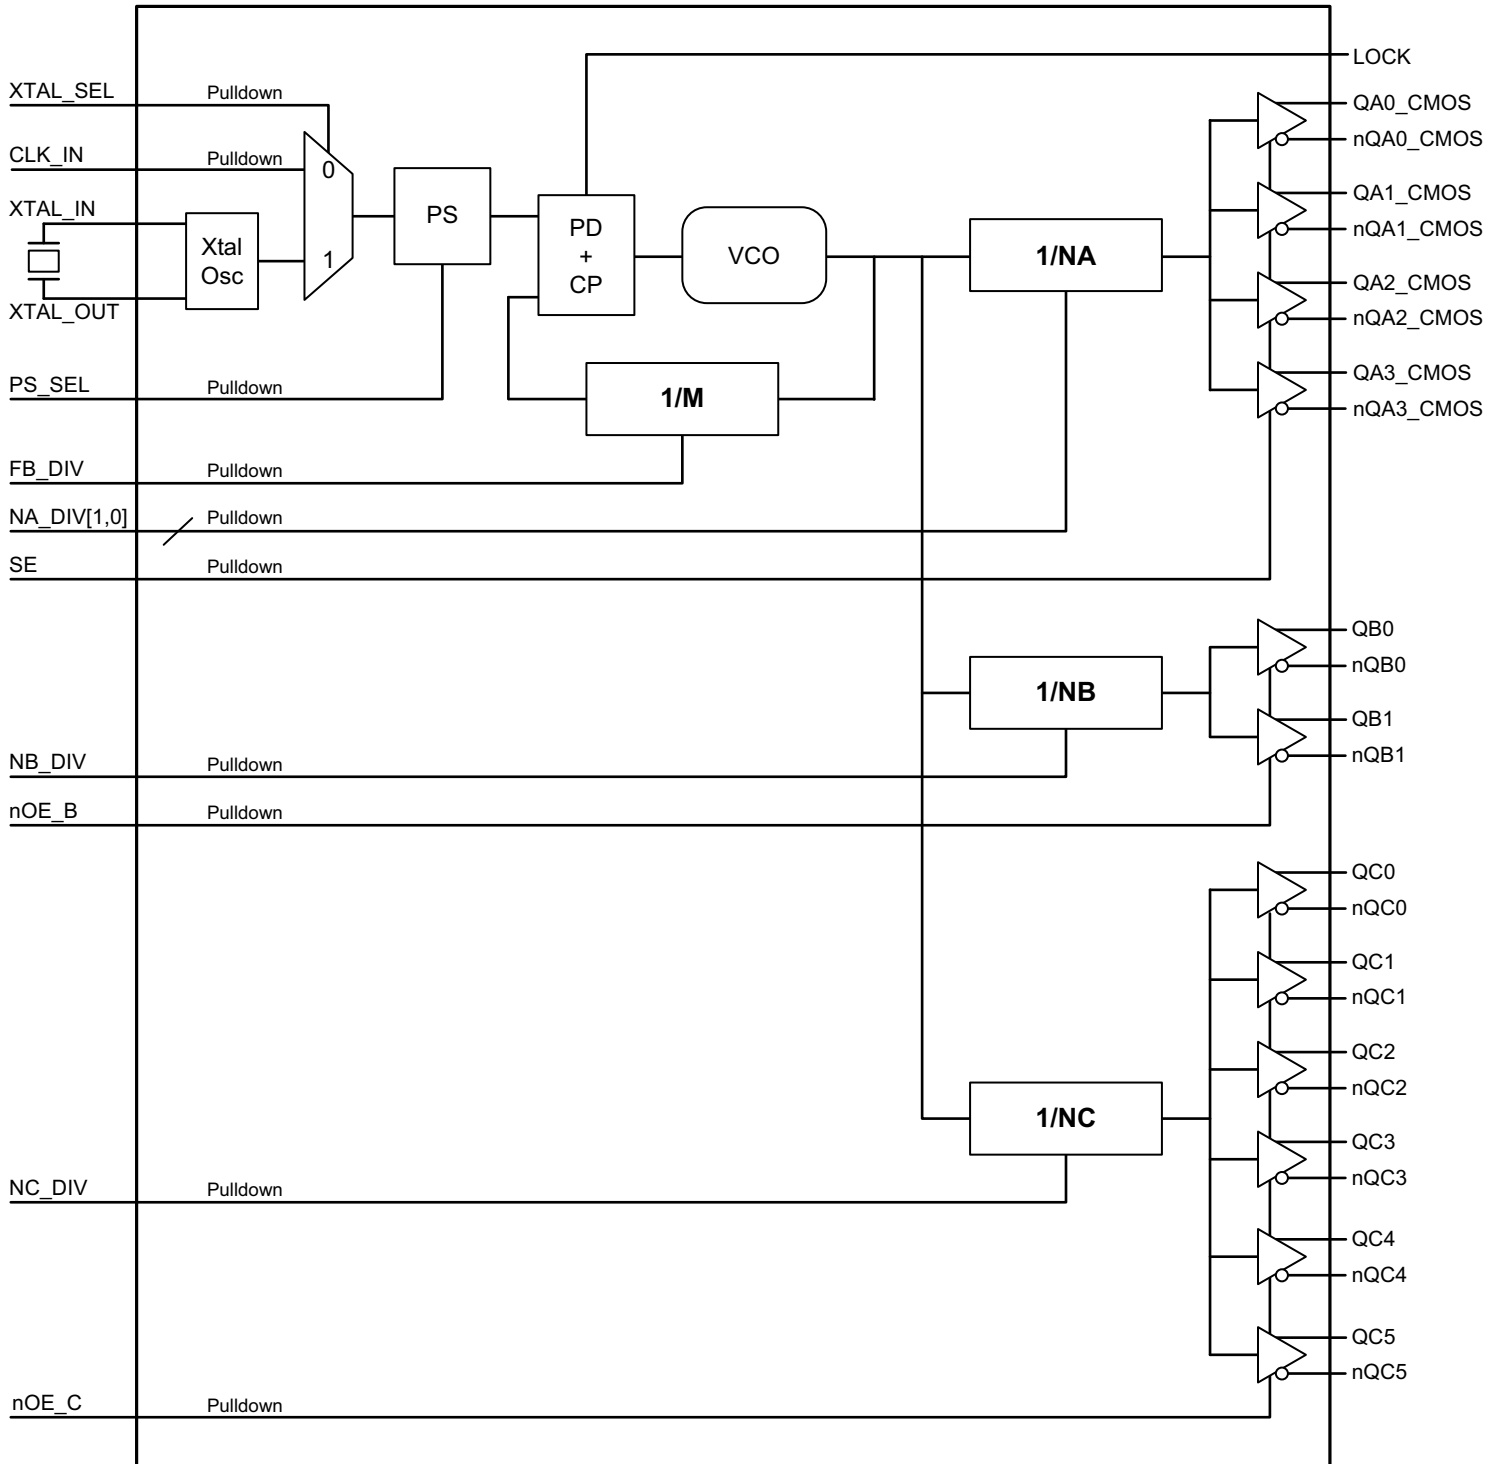 LOCK
XTAL_SEL
Pulldown
QA0_CMOS
CLK_IN
Pulldown
0
nQA0_CMOS
XTAL_IN
PS
QA1_CMOS
Xtal
Osc
1
PD
+
CP
VCO
1/NA
nQA1_CMOS
QA2_CMOS
XTAL_OUT
nQA2_CMOS
PS_SEL
Pulldown
1/M
QA3_CMOS
nQA3_CMOS
FB_DIV
Pulldown
NA_DIV[1,0]
Pulldown
SE
Pulldown
QB0
nQB0
1/NB
QB1
nQB1
NB_DIV
Pulldown
nOE_B
Pulldown
QC0
nQC0
QC1
nQC1
QC2
nQC2
1/NC
QC3
nQC3
NC_DIV
Pulldown
QC4
nQC4
QC5
nQC5
nOE_C
Pulldown